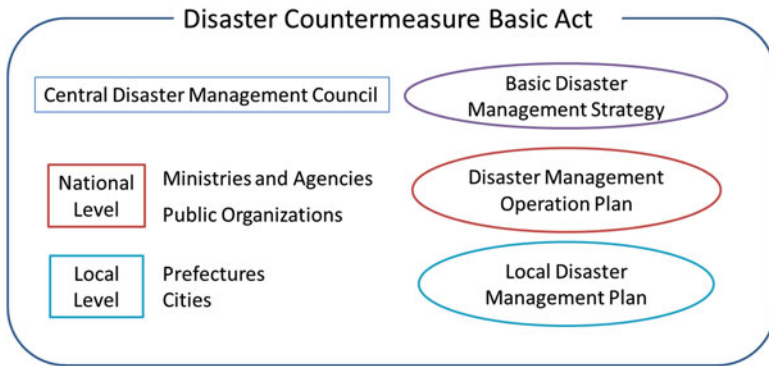 Disaster Countermeasure Basic Act
Central Disaster Management Council
Basic Disaster
Management Strategy
National
Level
Ministries and Agencies
Public Organizations
Disaster Management
Operation Plan
Local
Level
Prefectures
Cities
Local Disaster
Management Plan